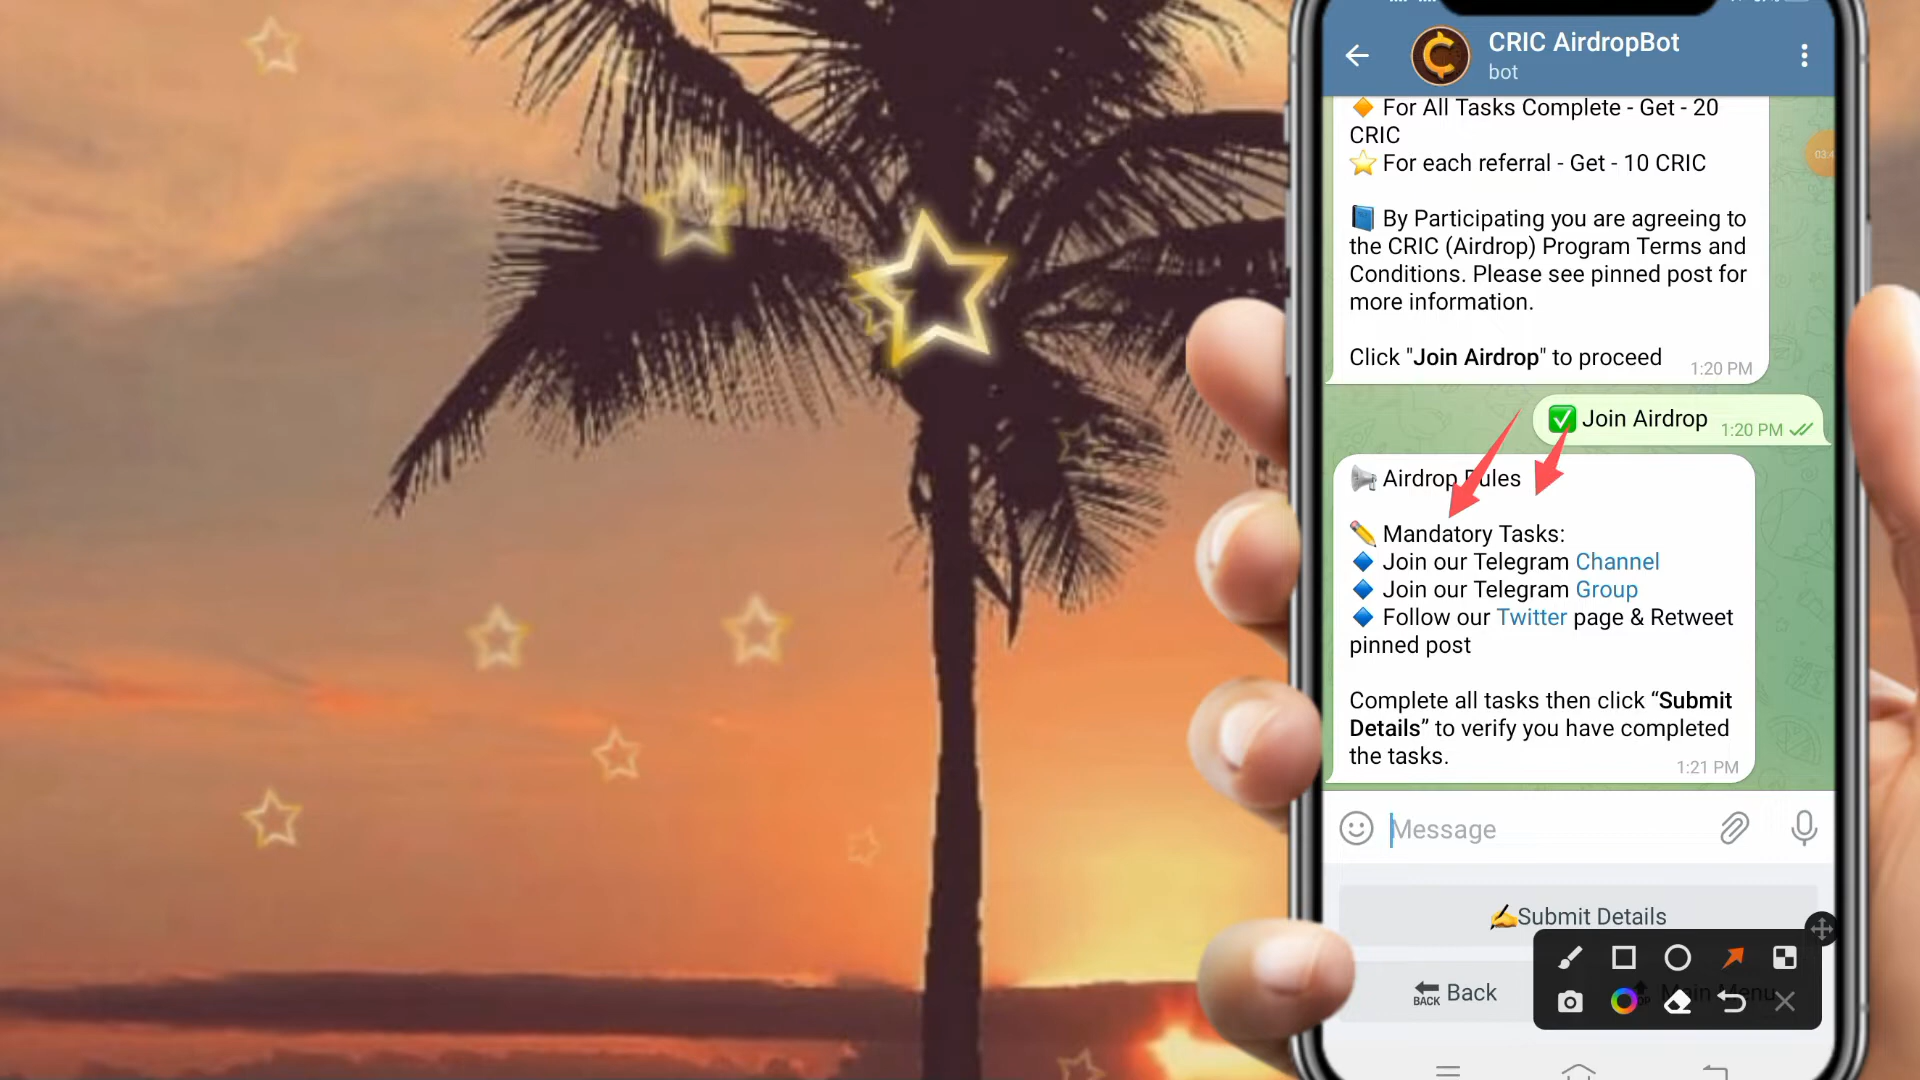 CRIC AirdropBot
bot
🔶 For All Tasks Complete - Get - 20
CRIC
⭐ For each referral - Get - 10 CRIC
📘 By Participating you are agreeing to
the CRIC (Airdrop) Program Terms and
Conditions. Please see pinned post for
more information.
Click "Join Airdrop" to proceed
1:20 PM
✅ Join Airdrop
1:20 PM
📢 Airdrop Rules
✏️ Mandatory Tasks:
🔹 Join our Telegram Channel
🔹 Join our Telegram Group
🔹 Follow our Twitter page & Retweet
pinned post
Complete all tasks then click “Submit
Details” to verify you have completed
the tasks.
1:21 PM
Message
✍️Submit Details
🔙 Back
Main Menu